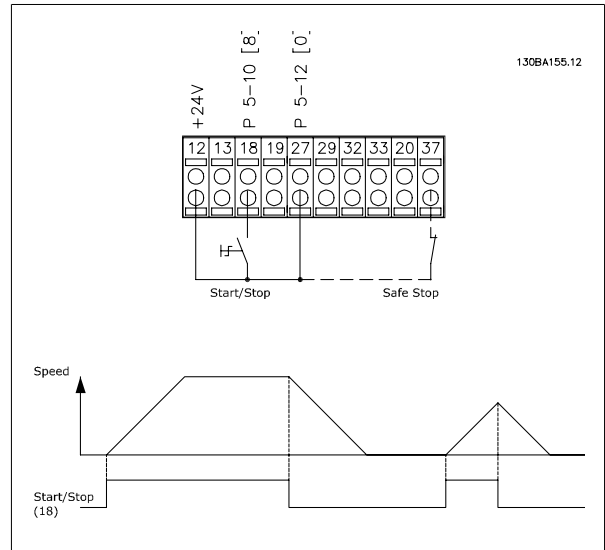 130BA155.12
+24V
P 5-10 [8]
P 5-12 [0]
12 13 18 19 27 29 32 33 20 37
Start/Stop
Safe Stop
Speed
Start/Stop
(18)